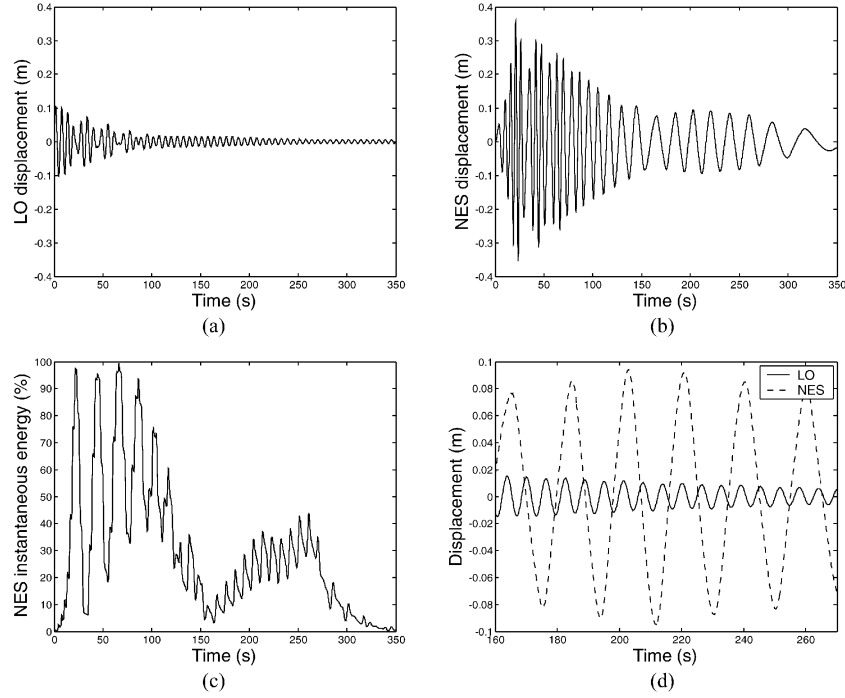 0.4
0.3
0.2
0.1
0
-0.1
-0.2
-0.3
-0.4
LO displacement (m)
0 50 100 150 200 250 300 350
Time (s)
(a)
0.4
0.3
0.2
0.1
0
-0.1
-0.2
-0.3
-0.4
NES displacement (m)
0 50 100 150 200 250 300 350
Time (s)
(b)
100
90
80
70
60
50
40
30
20
10
0
NES instantaneous energy (%)
0 50 100 150 200 250 300 350
Time (s)
(c)
0.1
0.08
0.06
0.04
0.02
0
-0.02
-0.04
-0.06
-0.08
-0.1
Displacement (m)
LO
NES
160 180 200 220 240 260
Time (s)
(d)